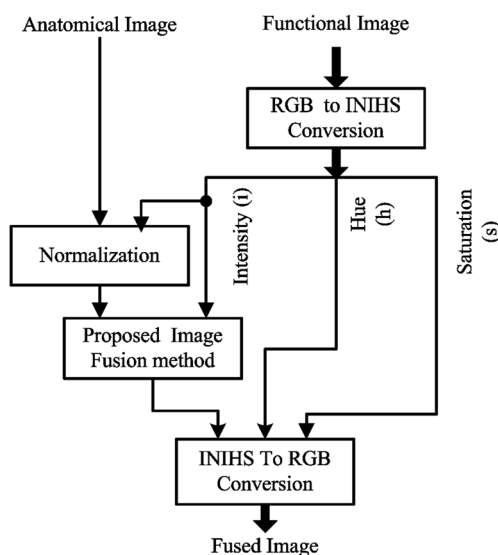 Anatomical Image
Functional Image
RGB to INIHS
Conversion
Intensity (i)
Hue
(h)
Saturation
(s)
Normalization
Proposed Image
Fusion method
INIHS To RGB
Conversion
Fused Image